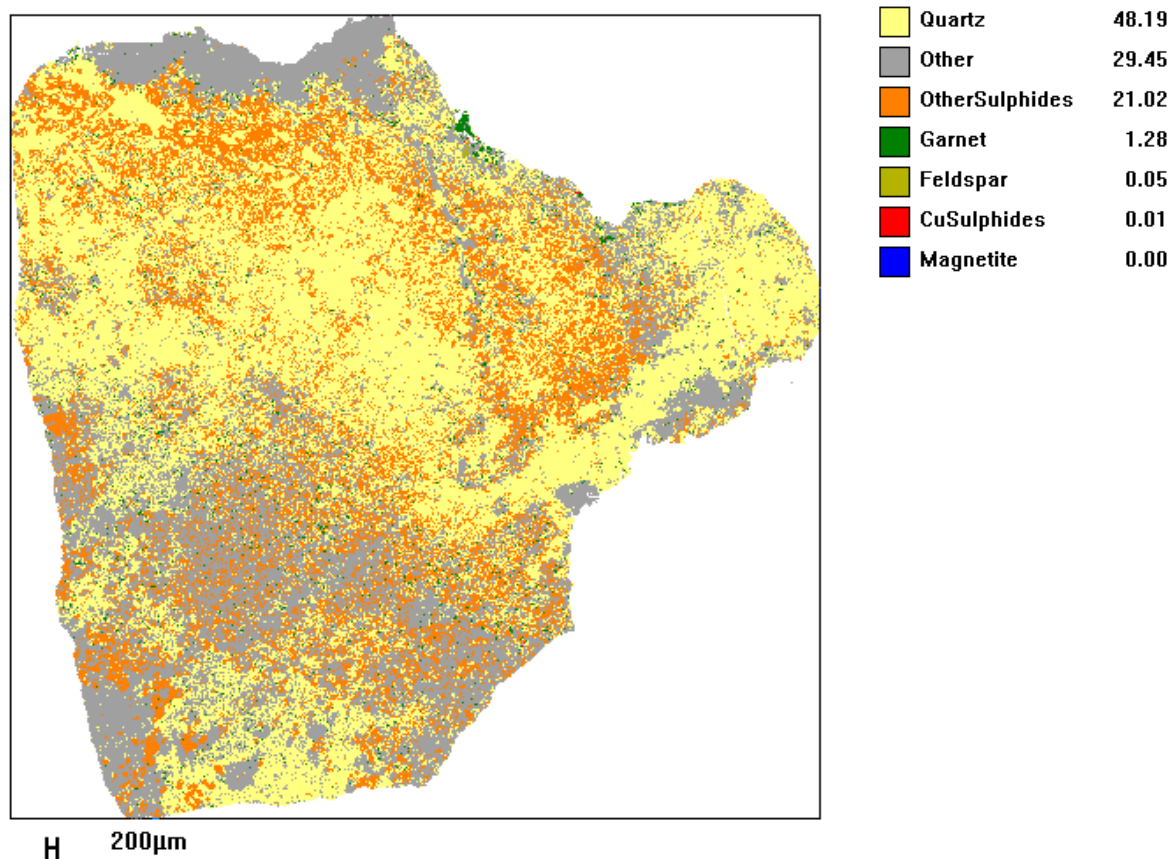 Quartz 48.19
Other 29.45
OtherSulphides 21.02
Garnet 1.28
Feldspar 0.05
CuSulphides 0.01
Magnetite 0.00
H 200µm